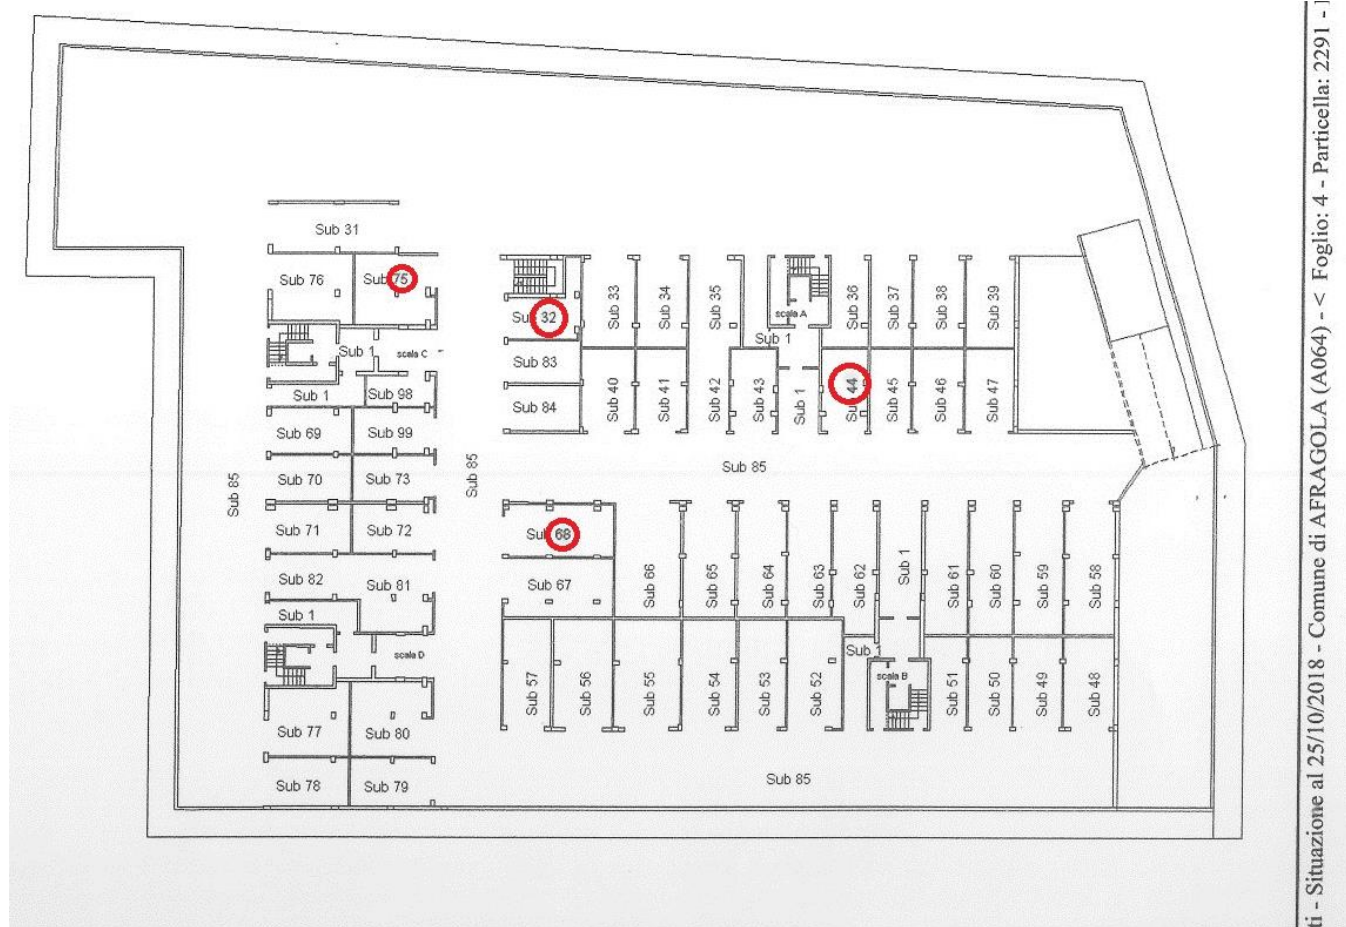 Sub 31
Sub 76
Sub 75
Sub 1
scala C
Sub 1
Sub 98
Sub 69
Sub 99
Sub 70
Sub 73
Sub 71
Sub 72
Sub 82
Sub 81
Sub 1
scala D
Sub 77
Sub 80
Sub 78
Sub 79
Sub 85
Sub 85
Sub 32
Sub 83
Sub 84
Sub 33
Sub 34
Sub 35
scala A
Sub 1
Sub 36
Sub 37
Sub 38
Sub 39
Sub 40
Sub 41
Sub 42
Sub 43
Sub 1
Sub 44
Sub 45
Sub 46
Sub 47
Sub 85
Sub 68
Sub 67
Sub 66
Sub 65
Sub 64
Sub 63
Sub 62
Sub 1
Sub 61
Sub 60
Sub 59
Sub 58
Sub 57
Sub 56
Sub 55
Sub 54
Sub 53
Sub 52
Sub 1
scala B
Sub 51
Sub 50
Sub 49
Sub 48
Sub 85
ti - Situazione al 25/10/2018 - Comune di AFRAGOLA (A064) - < Foglio: 4 - Particella: 2291 -